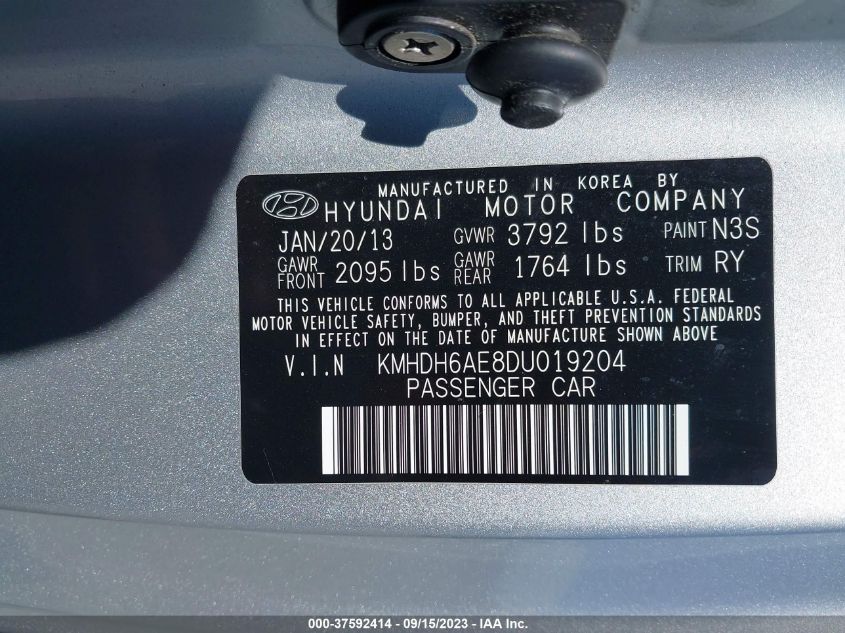 MANUFACTURED IN KOREA BY
HYUNDAI MOTOR COMPANY
JAN/20/13 GVWR 3792 lbs PAINT N3S
GAWR FRONT 2095 lbs GAWR REAR 1764 lbs TRIM RY
THIS VEHICLE CONFORMS TO ALL APPLICABLE U.S.A. FEDERAL
MOTOR VEHICLE SAFETY, BUMPER, AND THEFT PREVENTION STANDARDS
IN EFFECT ON THE DATE OF MANUFACTURE SHOWN ABOVE
V.I.N KMHDH6AE8DU019204
PASSENGER CAR
000-37592414 - 09/15/2023 - IAA Inc.